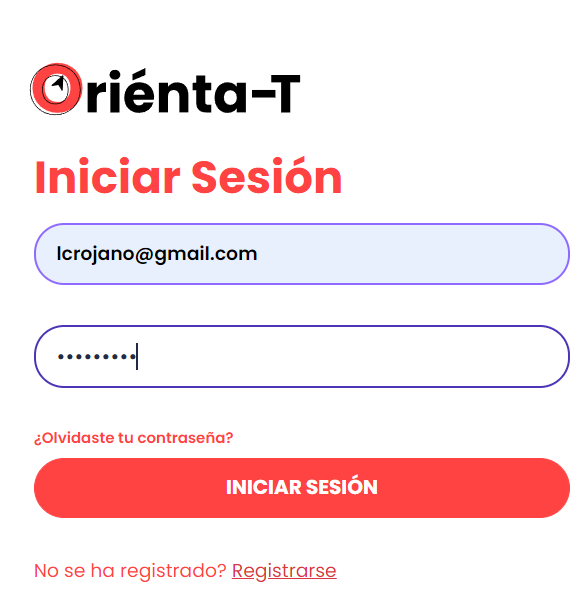 Oriénta-T
Iniciar Sesión
lcrojano@gmail.com
•••••••••
¿Olvidaste tu contraseña?
INICIAR SESIÓN
No se ha registrado? Registrarse